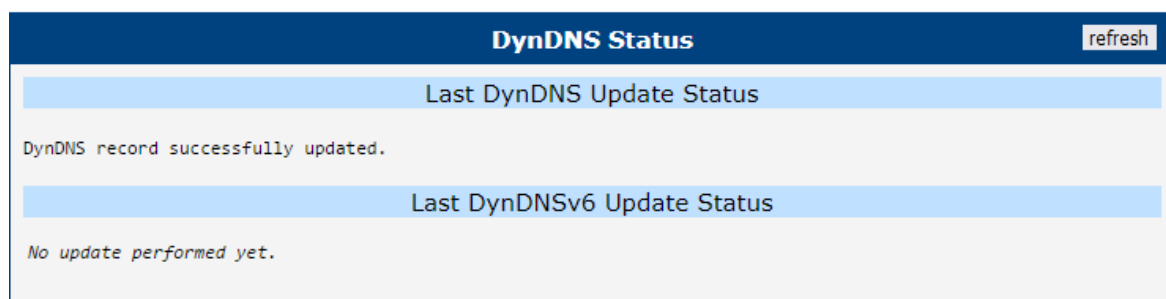 DynDNS Status
refresh
Last DynDNS Update Status
DynDNS record successfully updated.
Last DynDNSv6 Update Status
No update performed yet.